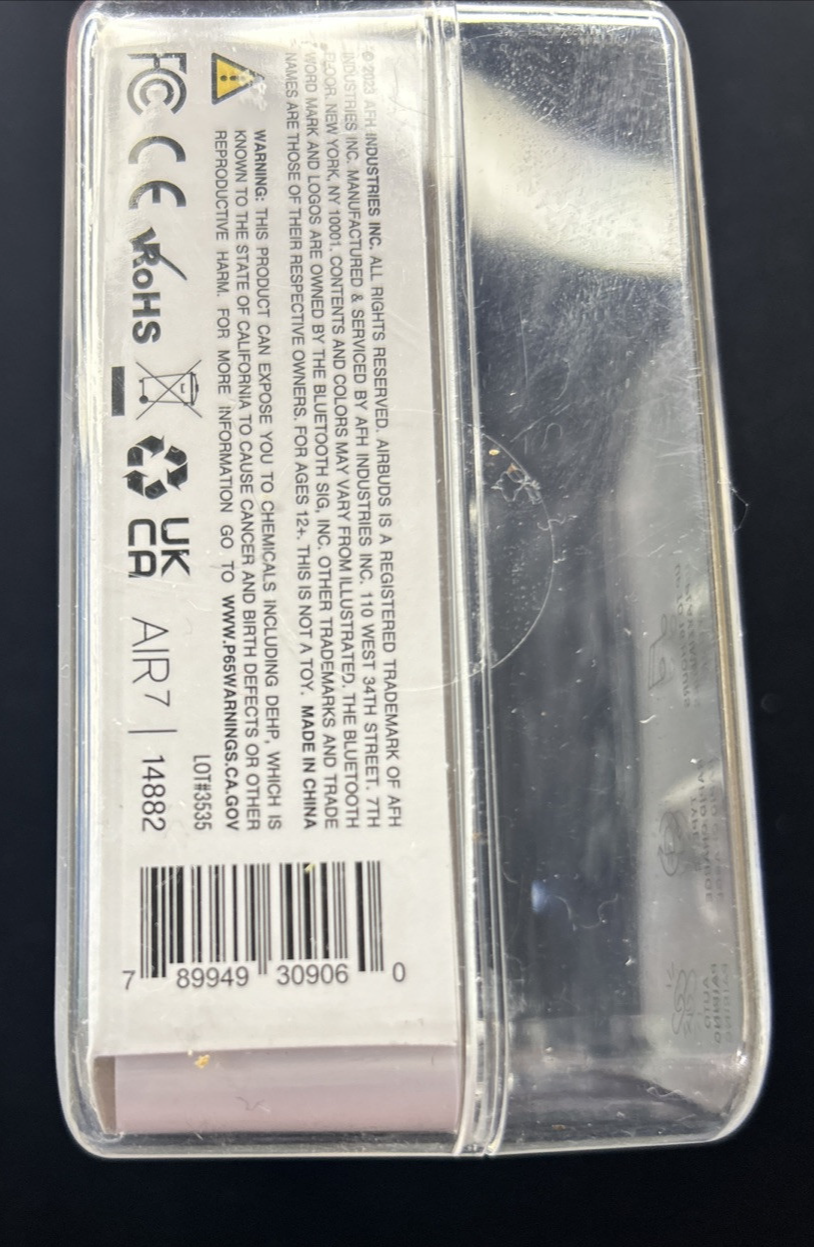 © 2023 AFH INDUSTRIES INC. ALL RIGHTS RESERVED. AIRBUDS IS A REGISTERED TRADEMARK OF AFH
INDUSTRIES INC. MANUFACTURED & SERVICED BY AFH INDUSTRIES INC. 110 WEST 34TH STREET. 7TH
FLOOR. NEW YORK, NY 10001. CONTENTS AND COLORS MAY VARY FROM ILLUSTRATED. THE BLUETOOTH
WORD MARK AND LOGOS ARE OWNED BY THE BLUETOOTH SIG, INC. OTHER TRADEMARKS AND TRADE
NAMES ARE THOSE OF THEIR RESPECTIVE OWNERS. FOR AGES 12+. THIS IS NOT A TOY. MADE IN CHINA
WARNING: THIS PRODUCT CAN EXPOSE YOU TO CHEMICALS INCLUDING DEHP, WHICH IS
KNOWN TO THE STATE OF CALIFORNIA TO CAUSE CANCER AND BIRTH DEFECTS OR OTHER
REPRODUCTIVE HARM. FOR MORE INFORMATION GO TO WWW.P65WARNINGS.CA.GOV
LOT#3535
FC CE RoHS UK
CA AIR7 | 14882
7 89949 30906 0